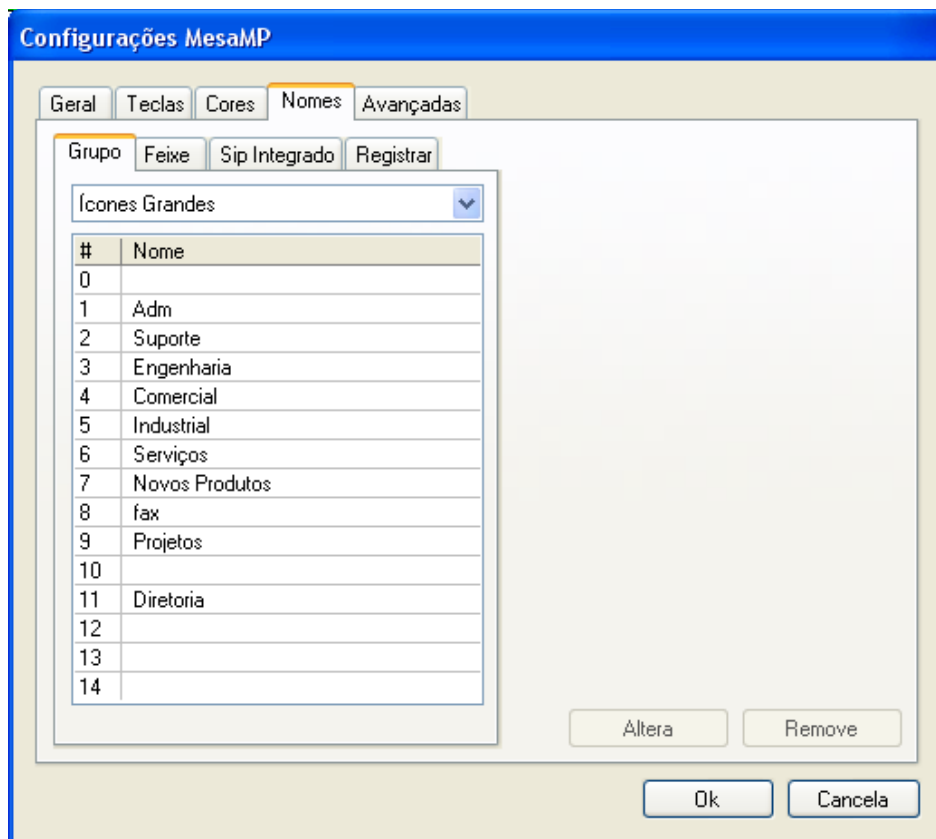 Configurações MesaMP
Geral Teclas Cores Nomes Avançadas
Grupo Feixe Sip Integrado Registrar
Ícones Grandes
# Nome
0
1 Adm
2 Suporte
3 Engenharia
4 Comercial
5 Industrial
6 Serviços
7 Novos Produtos
8 fax
9 Projetos
10
11 Diretoria
12
13
14
Altera Remove
Ok Cancela